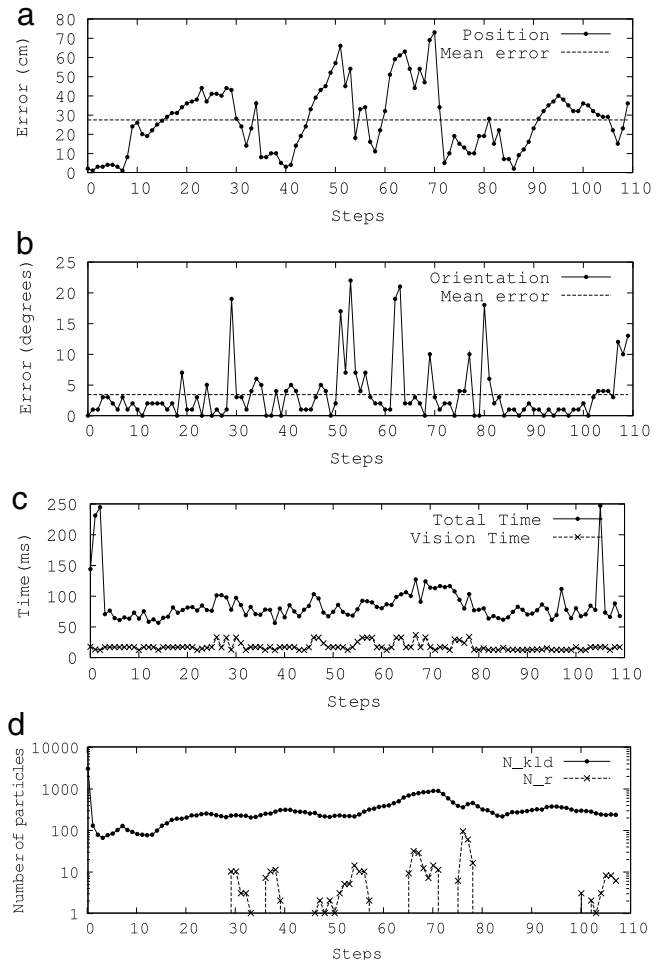 a
Error (cm)
80
70
60
50
40
30
20
10
0
Position
Mean error
0 10 20 30 40 50 60 70 80 90 100 110
Steps
b
Error (degrees)
25
20
15
10
5
0
Orientation
Mean error
0 10 20 30 40 50 60 70 80 90 100 110
Steps
c
Time (ms)
250
200
150
100
50
0
Total Time
Vision Time
0 10 20 30 40 50 60 70 80 90 100 110
Steps
d
Number of particles
10000
1000
100
10
1
N_kld
N_r
0 10 20 30 40 50 60 70 80 90 100 110
Steps